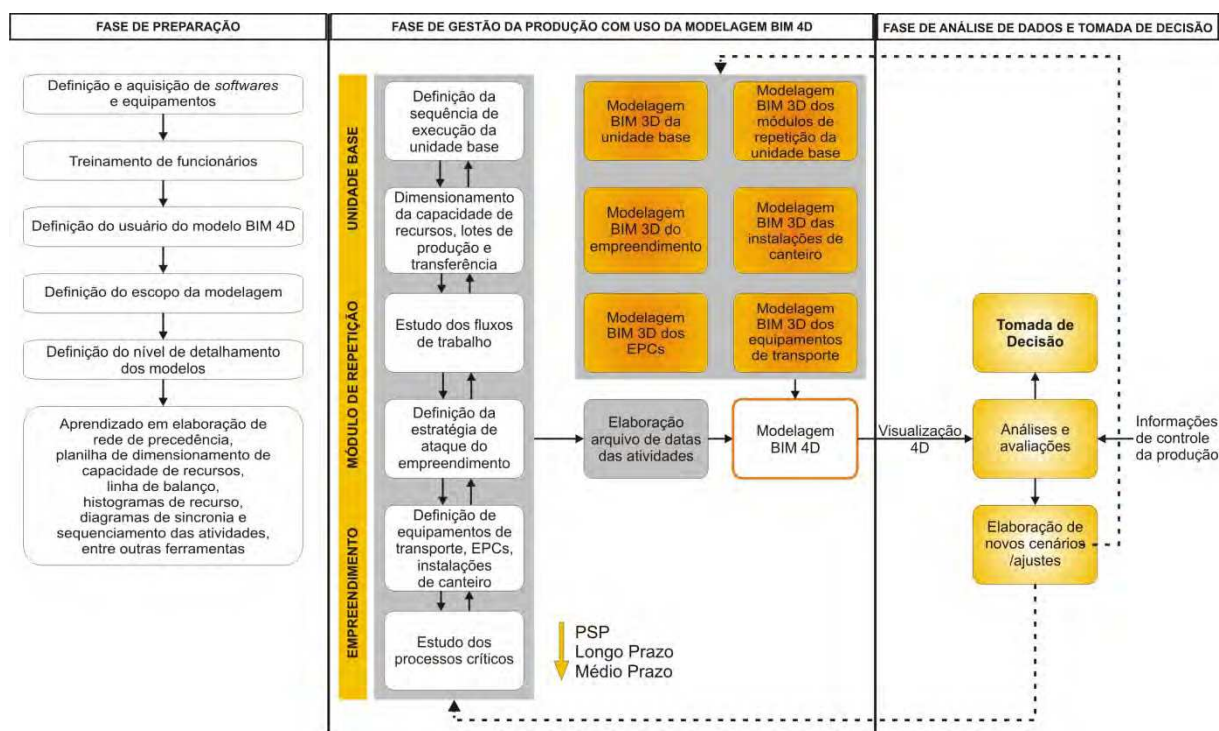 FASE DE PREPARAÇÃO
Definição e aquisição de softwares
e equipamentos
Treinamento de funcionários
Definição do usuário do modelo BIM 4D
Definição do escopo da modelagem
Definição do nível de detalhamento
dos modelos
Aprendizado em elaboração de
rede de precedência,
planilha de dimensionamento de
capacidade de recursos,
linha de balanço,
histogramas de recurso,
diagramas de sincronia e
sequenciamento das atividades,
entre outras ferramentas
FASE DE GESTÃO DA PRODUÇÃO COM USO DA MODELAGEM BIM 4D
UNIDADE BASE
MÓDULO DE REPETIÇÃO
EMPREENDIMENTO
Definição da
sequência de
execução da
unidade base
Dimensionamento
da capacidade de
recursos, lotes de
produção e
transferência
Estudo dos fluxos
de trabalho
Definição da
estratégia de
ataque do
empreendimento
Definição de
equipamentos de
transporte, EPCs,
instalações
de canteiro
Estudo dos
processos críticos
Modelagem
BIM 3D da
unidade base
Modelagem
BIM 3D dos
módulos de
repetição da
unidade base
Modelagem
BIM 3D do
empreendimento
Modelagem
BIM 3D das
instalações de
canteiro
Modelagem
BIM 3D dos
EPCs
Modelagem
BIM 3D dos
equipamentos
de transporte
Elaboração
arquivo de datas
das atividades
Modelagem
BIM 4D
PSP
Longo Prazo
Médio Prazo
FASE DE ANÁLISE DE DADOS E TOMADA DE DECISÃO
Visualização
4D
Tomada de
Decisão
Análises e
avaliações
Elaboração de
novos cenários
/ajustes
Informações
de controle
da produção